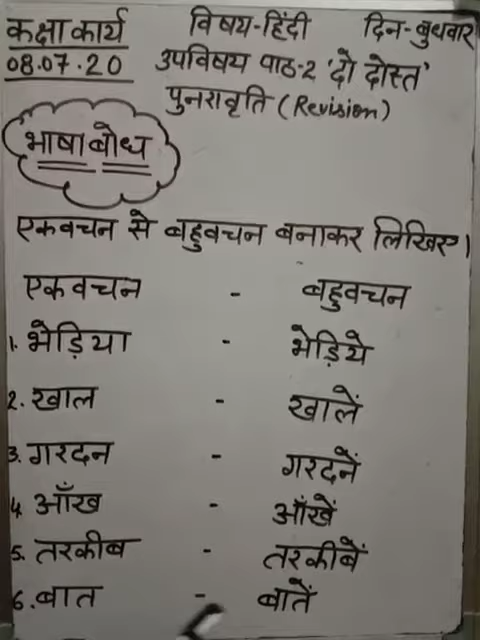 कक्षा कार्य विषय-हिंदी दिन-बुधवार
08.07.20 उपविषय पाठ-2 'दो दोस्त'
पुनरावृति (Revision)
भाषा बोध
एकवचन से बहुवचन बनाकर लिखिए।
एकवचन - बहुवचन
1. भेड़िया - भेड़िये
2. खाल - खालें
3. गरदन - गरदनें
4. आँख - आँखें
5. तरकीब - तरकीबें
6. बात - बातें